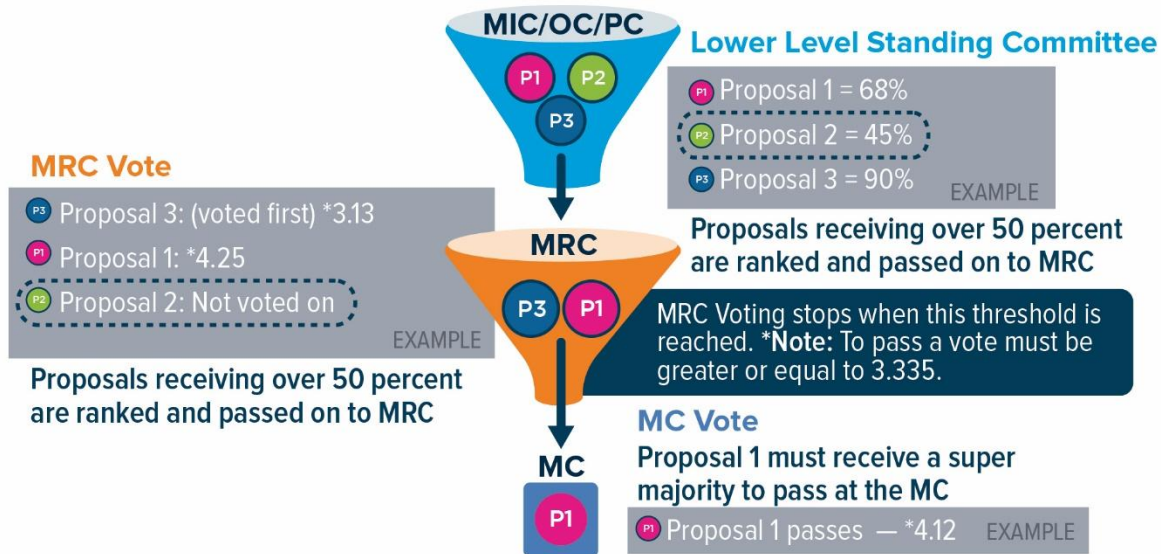 MIC/OC/PC
P1
P2
P3
Lower Level Standing Committee
P1 Proposal 1 = 68%
P2 Proposal 2 = 45%
P3 Proposal 3 = 90%
EXAMPLE
Proposals receiving over 50 percent
are ranked and passed on to MRC
MRC Vote
P3 Proposal 3: (voted first) *3.13
P1 Proposal 1: *4.25
P2 Proposal 2: Not voted on
EXAMPLE
Proposals receiving over 50 percent
are ranked and passed on to MRC
MRC
P3
P1
MRC Voting stops when this threshold is
reached. *Note: To pass a vote must be
greater or equal to 3.335.
MC Vote
Proposal 1 must receive a super
majority to pass at the MC
P1 Proposal 1 passes — *4.12 EXAMPLE
MC
P1